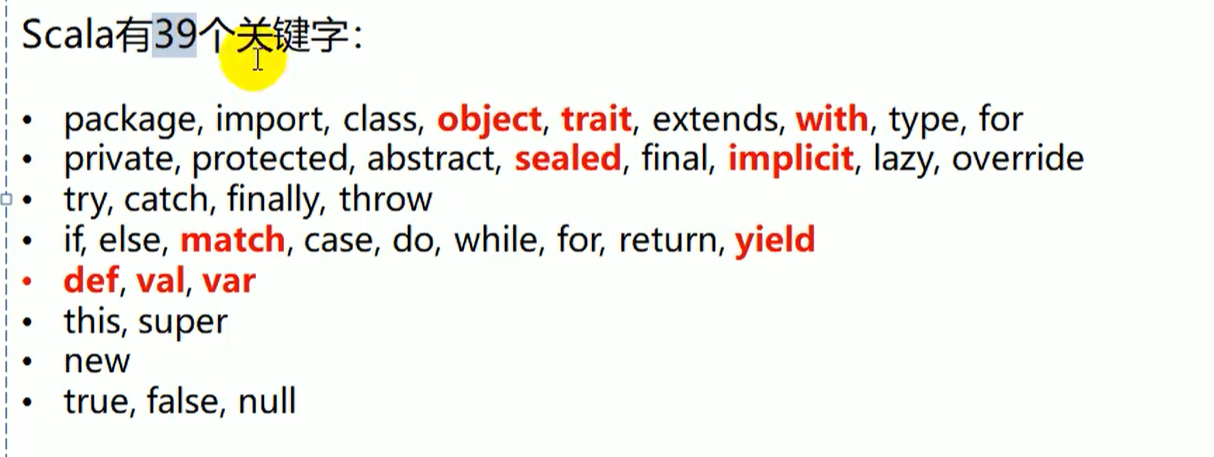 Scala有39个关键字：
• package, import, class, object, trait, extends, with, type, for
• private, protected, abstract, sealed, final, implicit, lazy, override
• try, catch, finally, throw
• if, else, match, case, do, while, for, return, yield
• def, val, var
• this, super
• new
• true, false, null